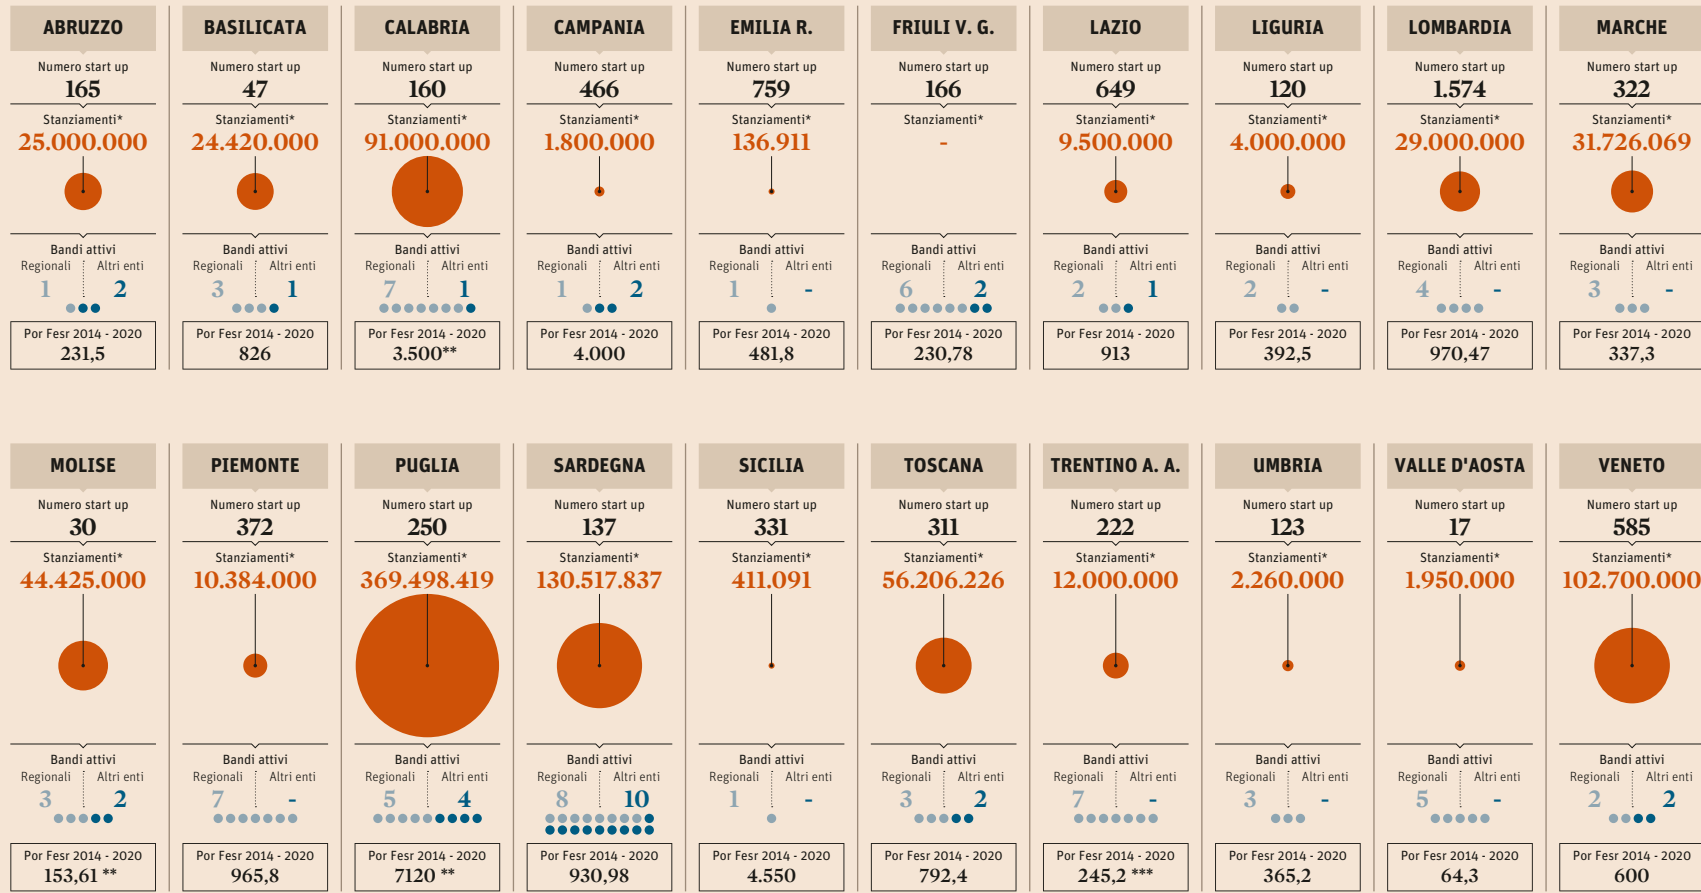 ABRUZZO
Numero start up
165
Stanziamenti*
25.000.000
Bandi attivi
Regionali Altri enti
1 2
Por Fesr 2014 - 2020
231,5
BASILICATA
Numero start up
47
Stanziamenti*
24.420.000
Bandi attivi
Regionali Altri enti
3 1
Por Fesr 2014 - 2020
826
CALABRIA
Numero start up
160
Stanziamenti*
91.000.000
Bandi attivi
Regionali Altri enti
7 1
Por Fesr 2014 - 2020
3.500**
CAMPANIA
Numero start up
466
Stanziamenti*
1.800.000
Bandi attivi
Regionali Altri enti
1 2
Por Fesr 2014 - 2020
4.000
EMILIA R.
Numero start up
759
Stanziamenti*
136.911
Bandi attivi
Regionali Altri enti
1 -
Por Fesr 2014 - 2020
481,8
FRIULI V. G.
Numero start up
166
Stanziamenti*
-
Bandi attivi
Regionali Altri enti
6 2
Por Fesr 2014 - 2020
230,78
LAZIO
Numero start up
649
Stanziamenti*
9.500.000
Bandi attivi
Regionali Altri enti
2 1
Por Fesr 2014 - 2020
913
LIGURIA
Numero start up
120
Stanziamenti*
4.000.000
Bandi attivi
Regionali Altri enti
2 -
Por Fesr 2014 - 2020
392,5
LOMBARDIA
Numero start up
1.574
Stanziamenti*
29.000.000
Bandi attivi
Regionali Altri enti
4 -
Por Fesr 2014 - 2020
970,47
MARCHE
Numero start up
322
Stanziamenti*
31.726.069
Bandi attivi
Regionali Altri enti
3 -
Por Fesr 2014 - 2020
337,3
MOLISE
Numero start up
30
Stanziamenti*
44.425.000
Bandi attivi
Regionali Altri enti
3 2
Por Fesr 2014 - 2020
153,61 **
PIEMONTE
Numero start up
372
Stanziamenti*
10.384.000
Bandi attivi
Regionali Altri enti
7 -
Por Fesr 2014 - 2020
965,8
PUGLIA
Numero start up
250
Stanziamenti*
369.498.419
Bandi attivi
Regionali Altri enti
5 4
Por Fesr 2014 - 2020
7120 **
SARDEGNA
Numero start up
137
Stanziamenti*
130.517.837
Bandi attivi
Regionali Altri enti
8 10
Por Fesr 2014 - 2020
930,98
SICILIA
Numero start up
331
Stanziamenti*
411.091
Bandi attivi
Regionali Altri enti
1 -
Por Fesr 2014 - 2020
4.550
TOSCANA
Numero start up
311
Stanziamenti*
56.206.226
Bandi attivi
Regionali Altri enti
3 2
Por Fesr 2014 - 2020
792,4
TRENTINO A. A.
Numero start up
222
Stanziamenti*
12.000.000
Bandi attivi
Regionali Altri enti
7 -
Por Fesr 2014 - 2020
245,2 ***
UMBRIA
Numero start up
123
Stanziamenti*
2.260.000
Bandi attivi
Regionali Altri enti
3 -
Por Fesr 2014 - 2020
365,2
VALLE D'AOSTA
Numero start up
17
Stanziamenti*
1.950.000
Bandi attivi
Regionali Altri enti
5 -
Por Fesr 2014 - 2020
64,3
VENETO
Numero start up
585
Stanziamenti*
102.700.000
Bandi attivi
Regionali Altri enti
2 2
Por Fesr 2014 - 2020
600